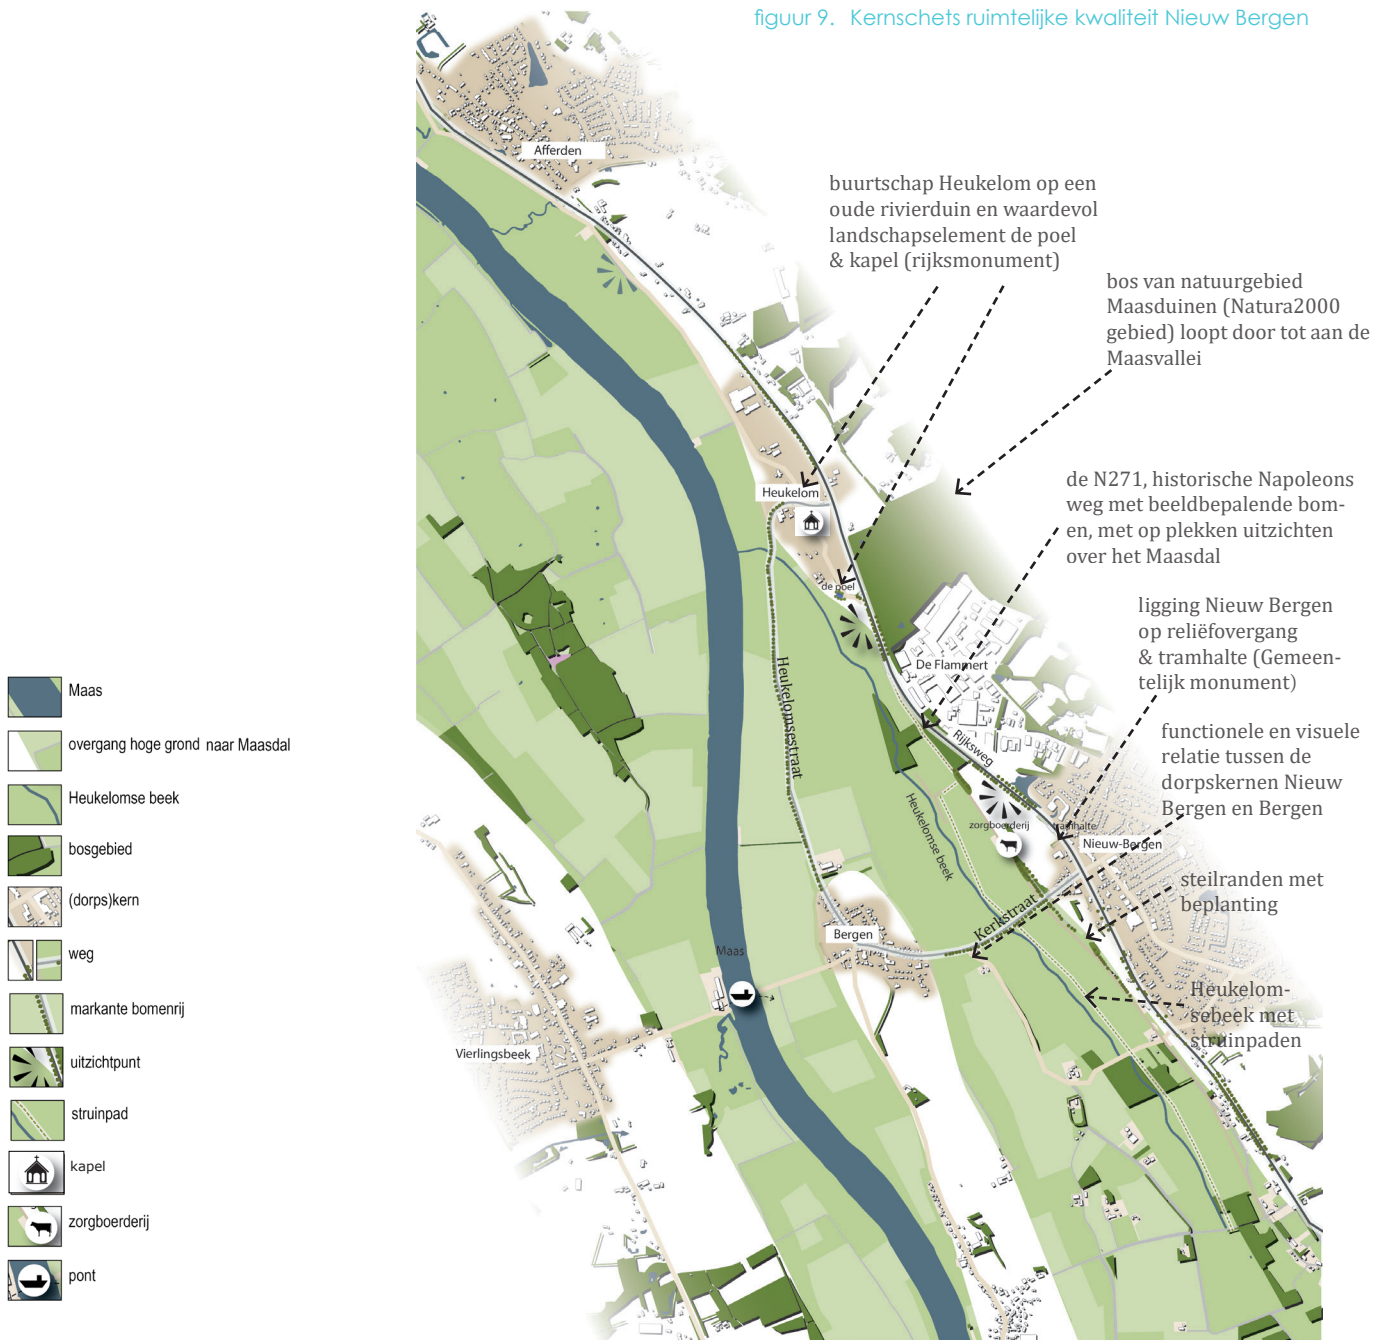 figuur 9. Kernschets ruimtelijke kwaliteit Nieuw Bergen
Afferden
buurtschap Heukelom op een
oude rivierduin en waardevol
landschapselement de poel
& kapel (rijksmonument)
bos van natuurgebied
Maasduinen (Natura2000
gebied) loopt door tot aan de
Maasvallei
de N271, historische Napoleons
weg met beeldbepalende bom-
en, met op plekken uitzichten
over het Maasdal
Heukelom
de poel
ligging Nieuw Bergen
op reliëfovergang
& tramhalte (Gemeen-
telijk monument)
De Flammert
Heukelomsestraat
Rijksweg
functionele en visuele
relatie tussen de
dorpskernen Nieuw
Bergen en Bergen
Heukelomse beek
zorgboerderij
tramhalte
Nieuw-Bergen
steilranden met
beplanting
Kerkstraat
Bergen
Maas
Heukelom-
sebeek met
struinpaden
Vierlingsbeek
Maas
overgang hoge grond naar Maasdal
Heukelomse beek
bosgebied
(dorps)kern
weg
markante bomenrij
uitzichtpunt
struinpad
kapel
zorgboerderij
pont